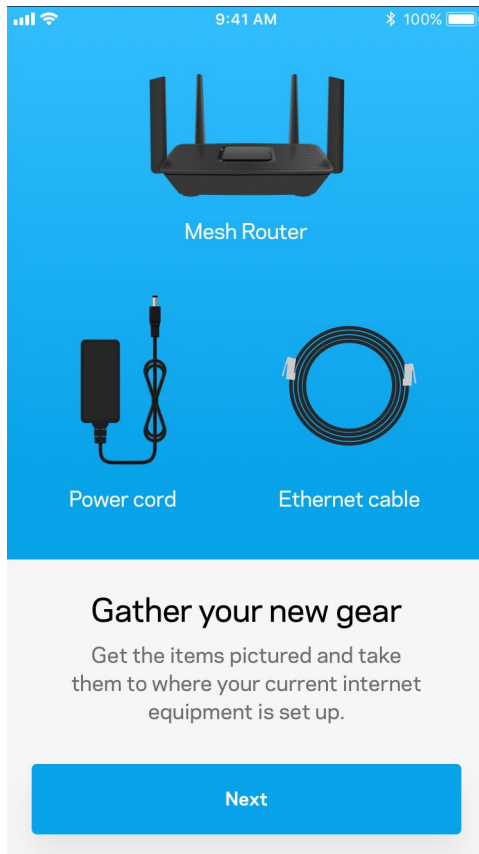 9:41 AM 100%
Mesh Router
Power cord Ethernet cable
Gather your new gear
Get the items pictured and take
them to where your current internet
equipment is set up.
Next